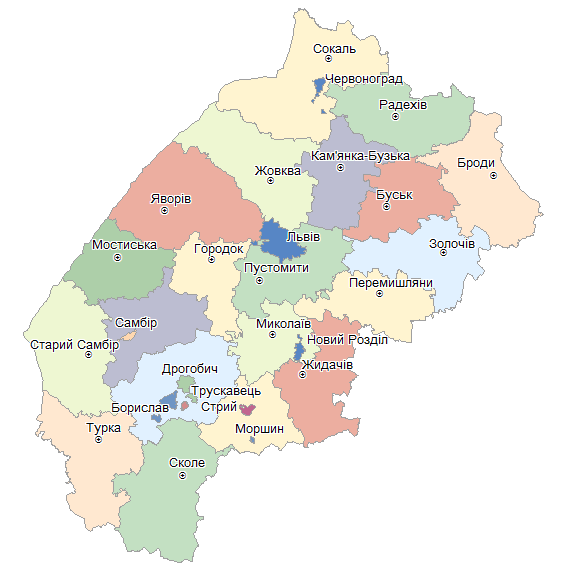 Сокаль
Червоноград
Радехів
Кам'янка-Бузька
Броди
Жовква
Яворів
Буськ
Львів
Мостиська
Городок
Золочів
Пустомити
Перемишляни
Самбір
Миколаїв
Старий Самбір
Новий Розділ
Дрогобич
Жидачів
Трускавець
Борислав
Стрий
Турка
Моршин
Сколе